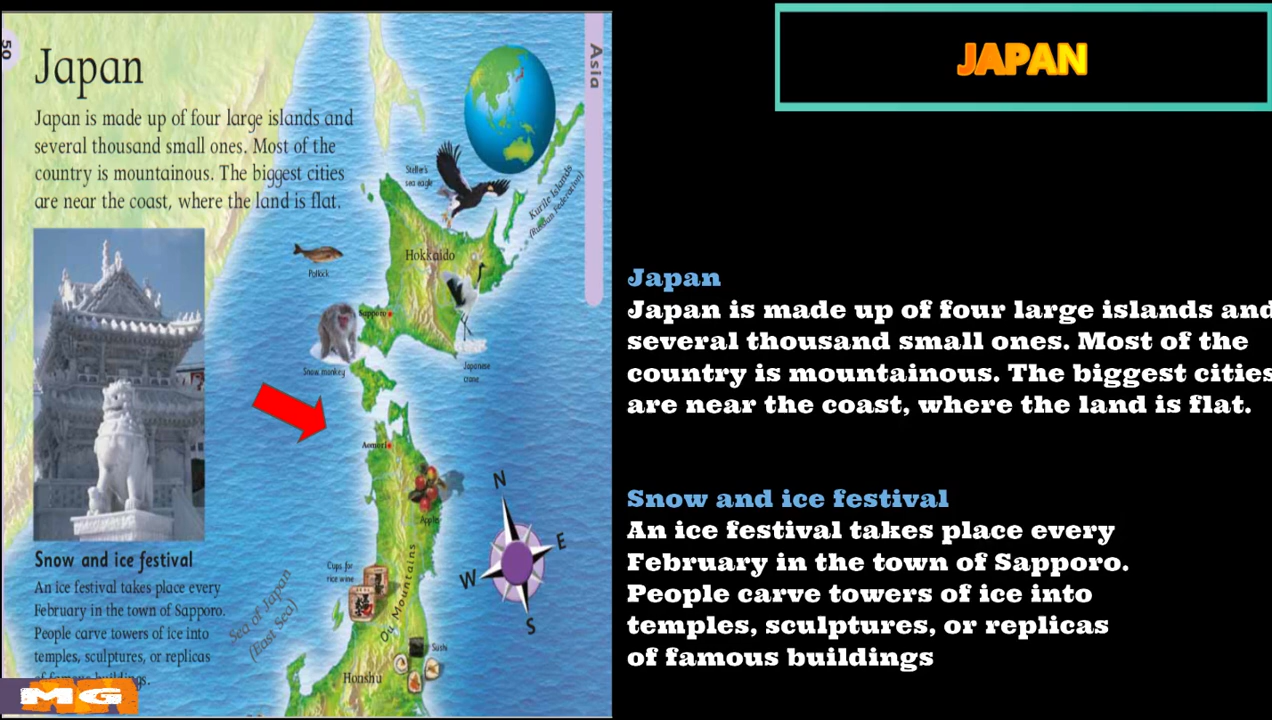 50
Japan
Japan is made up of four large islands and
several thousand small ones. Most of the
country is mountainous. The biggest cities
are near the coast, where the land is flat.
Snow and ice festival
An ice festival takes place every
February in the town of Sapporo.
People carve towers of ice into
temples, sculptures, or replicas
of famous buildings.
MG
Asia
Steller's
sea eagle
Kurile Islands
(Russian Federation)
Pollock
Hokkaido
Sapporo
Snow monkey
Japanese
crane
Aomori
Apples
N
E
W
S
Cups for
rice wine
Ou Mountains
Sea of Japan
(East Sea)
Sushi
Honshu
JAPAN
Japan
Japan is made up of four large islands and
several thousand small ones. Most of the
country is mountainous. The biggest cities
are near the coast, where the land is flat.
Snow and ice festival
An ice festival takes place every
February in the town of Sapporo.
People carve towers of ice into
temples, sculptures, or replicas
of famous buildings